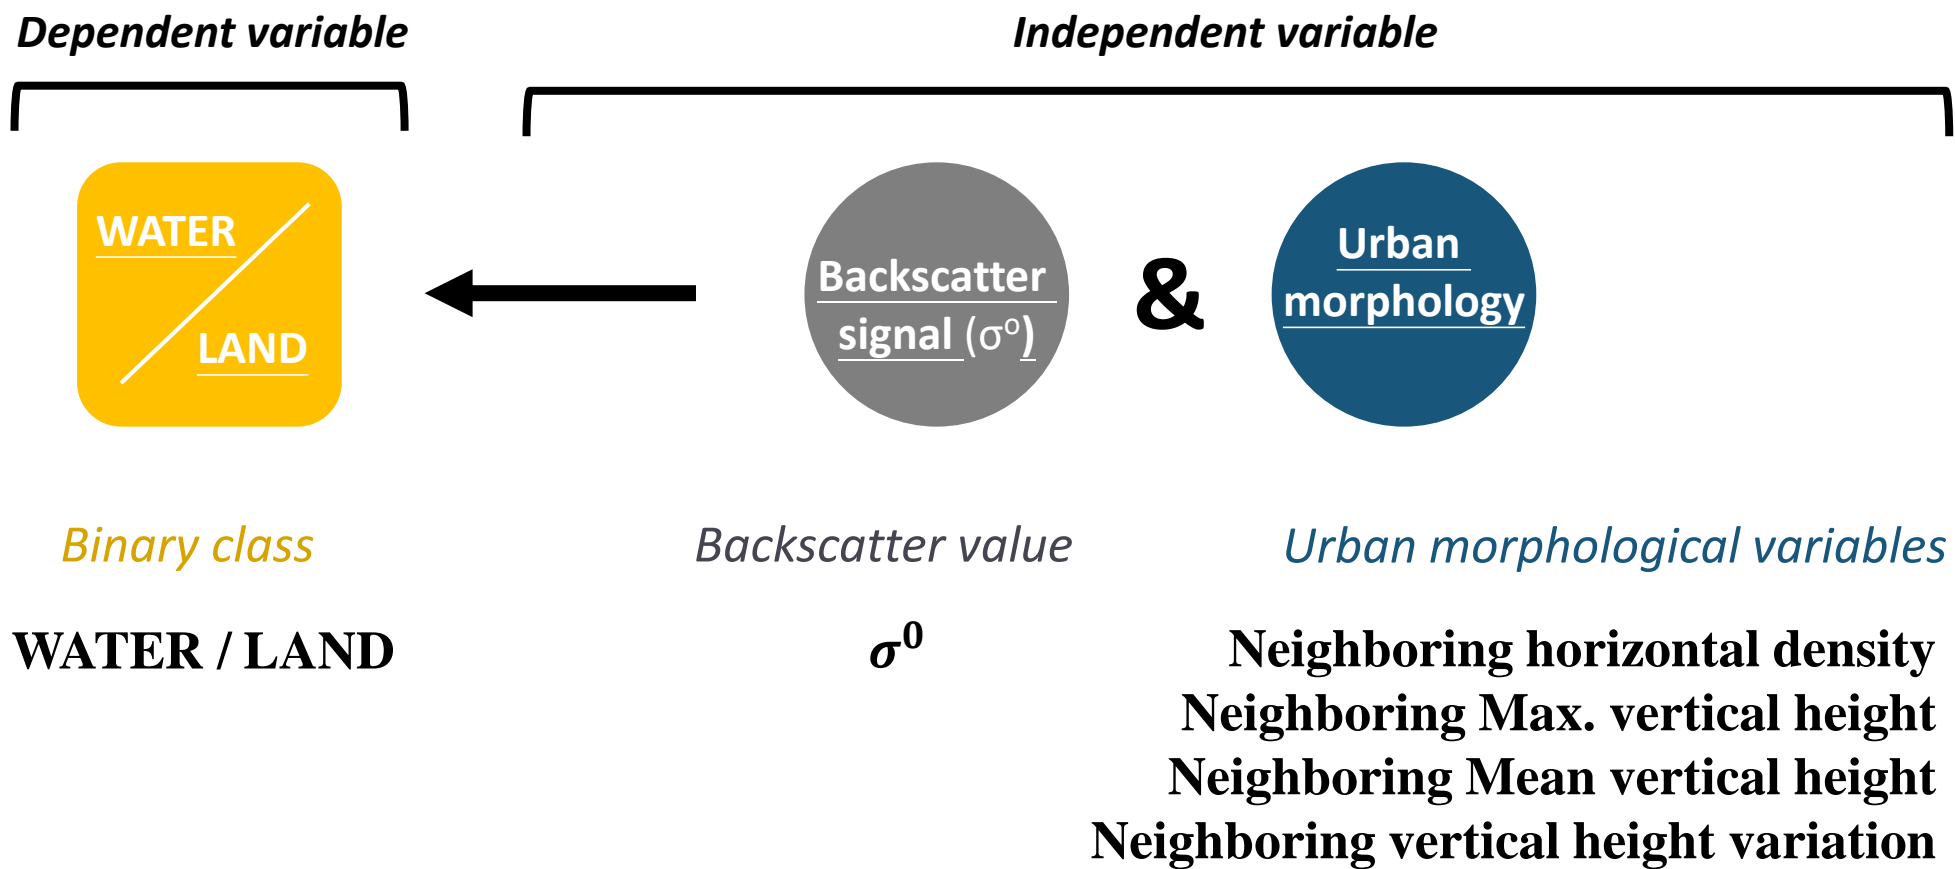 Dependent variable
Independent variable
WATER
LAND
Backscatter
signal (σº)
&
Urban
morphology
Binary class
Backscatter value
Urban morphological variables
WATER / LAND
σ⁰
Neighboring horizontal density
Neighboring Max. vertical height
Neighboring Mean vertical height
Neighboring vertical height variation